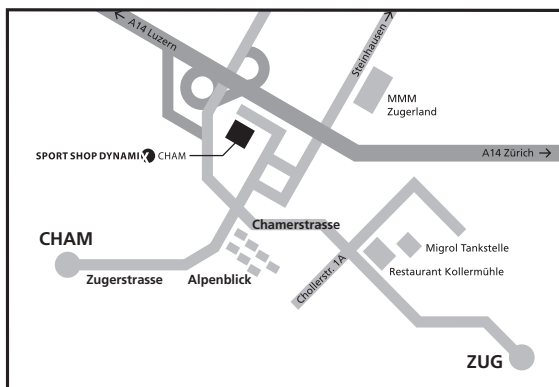 ← A14 Luzern
Steinhausen →
MMM
Zugerland
A14 Zürich →
SPORT SHOP DYNAMIX CHAM
Chamerstrasse
CHAM
Zugerstrasse
Alpenblick
Chollerstr. 1A
Migrol Tankstelle
Restaurant Kollermühle
ZUG